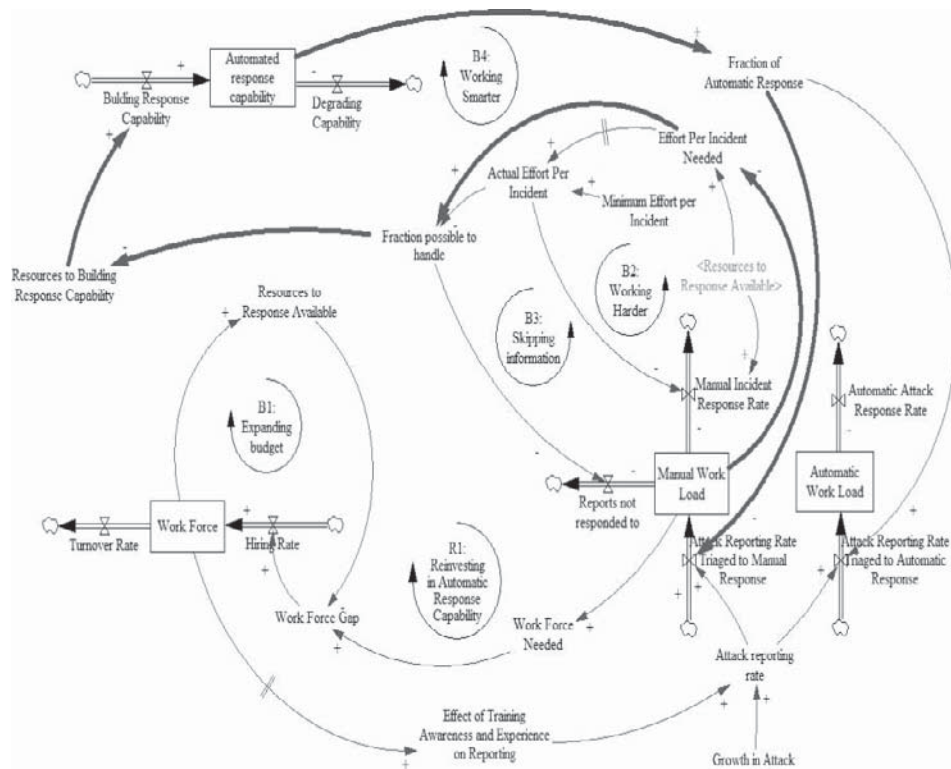 Automated
response
capability
B4:
Working
Smarter
Fraction of
Automatic Response
Bulding Response
Capability
Degrading
Capability
Effort Per Incident
Needed
Actual Effort Per
Incident
Minimum Effort per
Incident
Fraction possible to
handle
<Resources to
Response Available>
Resources to Building
Response Capability
Resources to
Response Available
B2:
Working
Harder
B3:
Skipping
information
Manual Incident
Response Rate
Automatic Attack
Response Rate
B1:
Expanding
budget
Manual Work
Load
Automatic
Work Load
Reports not
responded to
Work Force
Turnover Rate
Hiring Rate
R1:
Reinvesting
in Automatic
Response
Capability
Attack Reporting Rate
Triaged to Manual
Response
Attack Reporting Rate
Triaged to Automatic
Response
Work Force Gap
Work Force
Needed
Attack reporting
rate
Effect of Training
Awareness and Experience
on Reporting
Growth in Attack